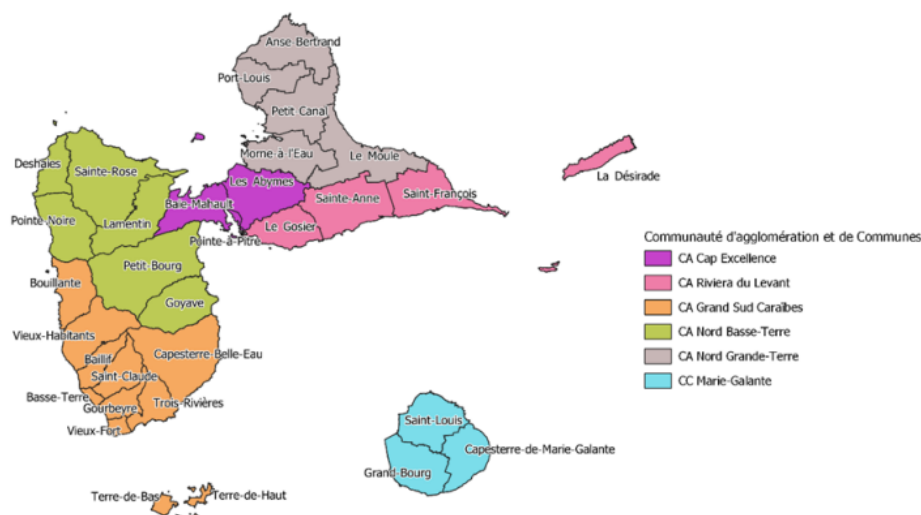 Anse-Bertrand
Port-Louis
Petit-Canal
Morne-à l'Eau
Le Moule
Deshaies
Sainte-Rose
Les Abymes
La Désirade
Baie-Mahault
Sainte-Anne
Saint-François
Pointe-Noire
Lamentin
Le Gosier
Pointe-à-Pitre
Petit-Bourg
Bouillante
Goyave
Vieux-Habitants
Baillif
Capesterre-Belle-Eau
Saint-Claude
Basse-Terre
Gourbeyre
Trois-Rivières
Vieux-Fort
Terre-de-Bas
Terre-de-Haut
Saint-Louis
Capesterre-de-Marie-Galante
Grand-Bourg
Communauté d'agglomération et de Communes
CA Cap Excellence
CA Riviera du Levant
CA Grand Sud Caraïbes
CA Nord Basse-Terre
CA Nord Grande-Terre
CC Marie-Galante